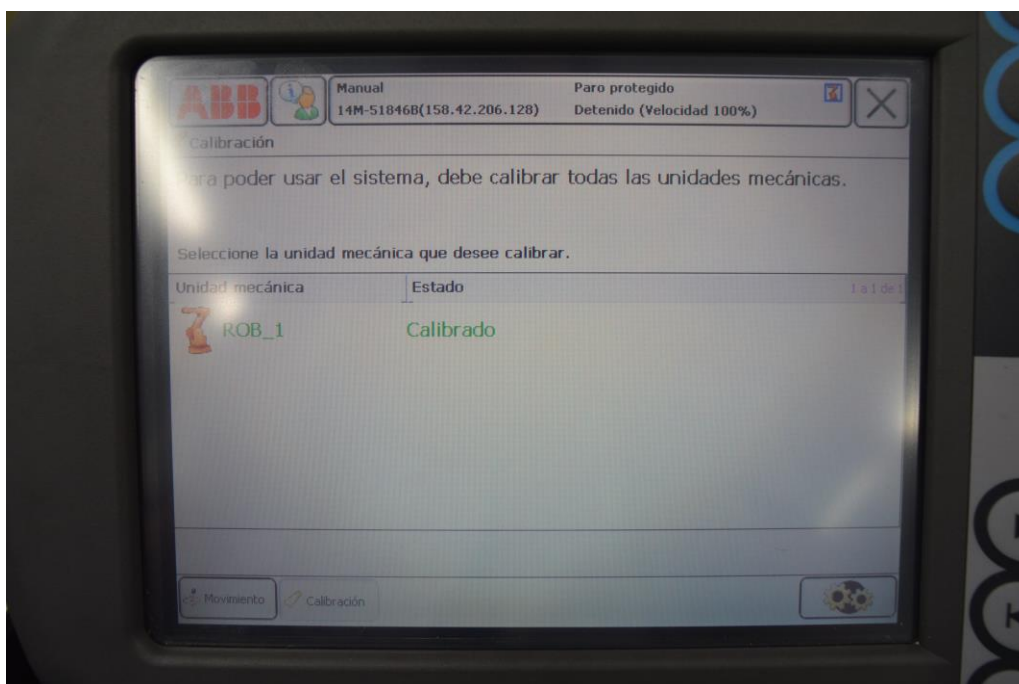 ABB
Manual
Paro protegido
14M-51846B(158.42.206.128)
Detenido (Velocidad 100%)
Calibración
Para poder usar el sistema, debe calibrar todas las unidades mecánicas.
Seleccione la unidad mecánica que desee calibrar.
Unidad mecánica
Estado
1 a 1 de 1
ROB_1
Calibrado
Movimiento
Calibración